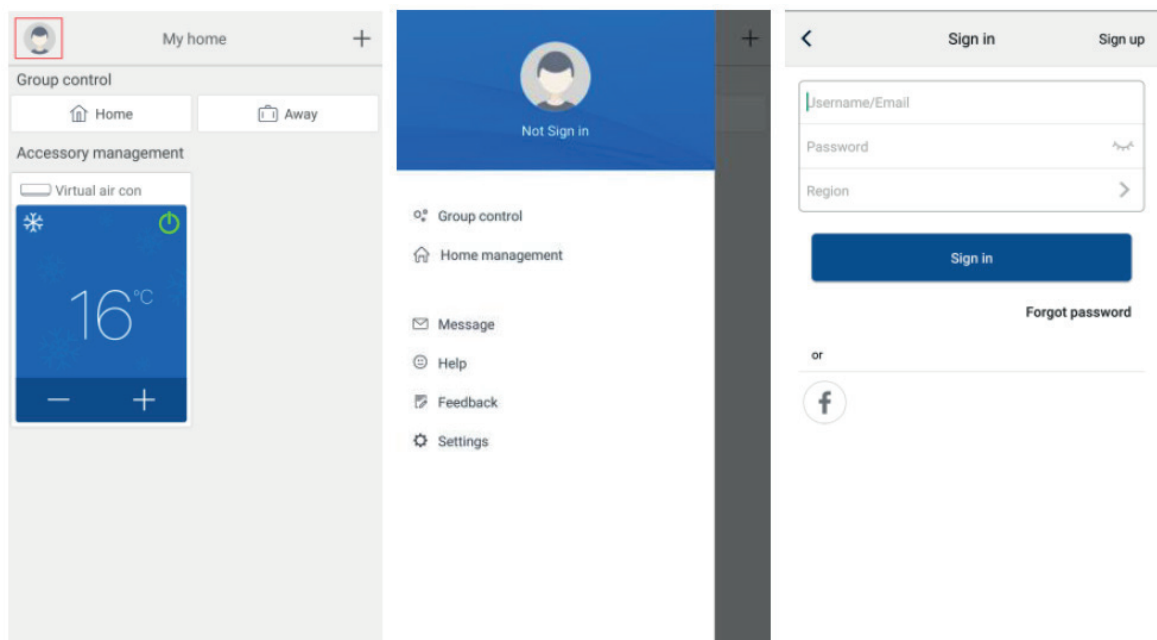 My home
Group control
Home
Away
Accessory management
Virtual air con
16°C
Not Sign in
Group control
Home management
Message
Help
Feedback
Settings
Sign in
Sign up
Username/Email
Password
Region
Sign in
Forgot password
or
f